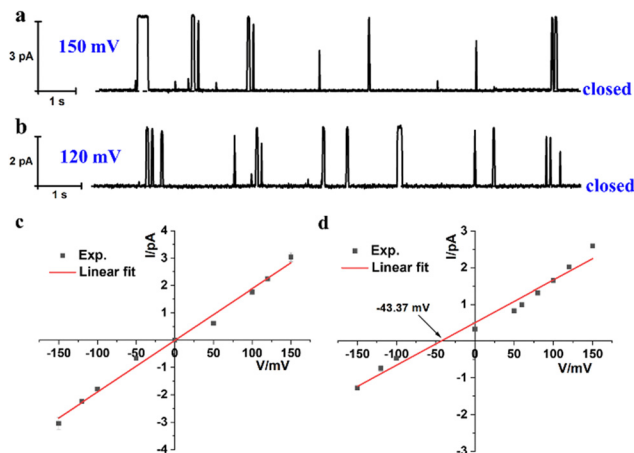 a
150 mV
3 pA
1 s
closed
b
120 mV
2 pA
1 s
closed
c
I/pA
Exp.
Linear fit
4
3
2
1
0
-1
-2
-3
-4
-150 -100 -50 0 50 100 150
V/mV
d
I/pA
Exp.
Linear fit
-43.37 mV
3
2
1
-1
-2
-3
-150 -100 -50 0 50 100 150
V/mV